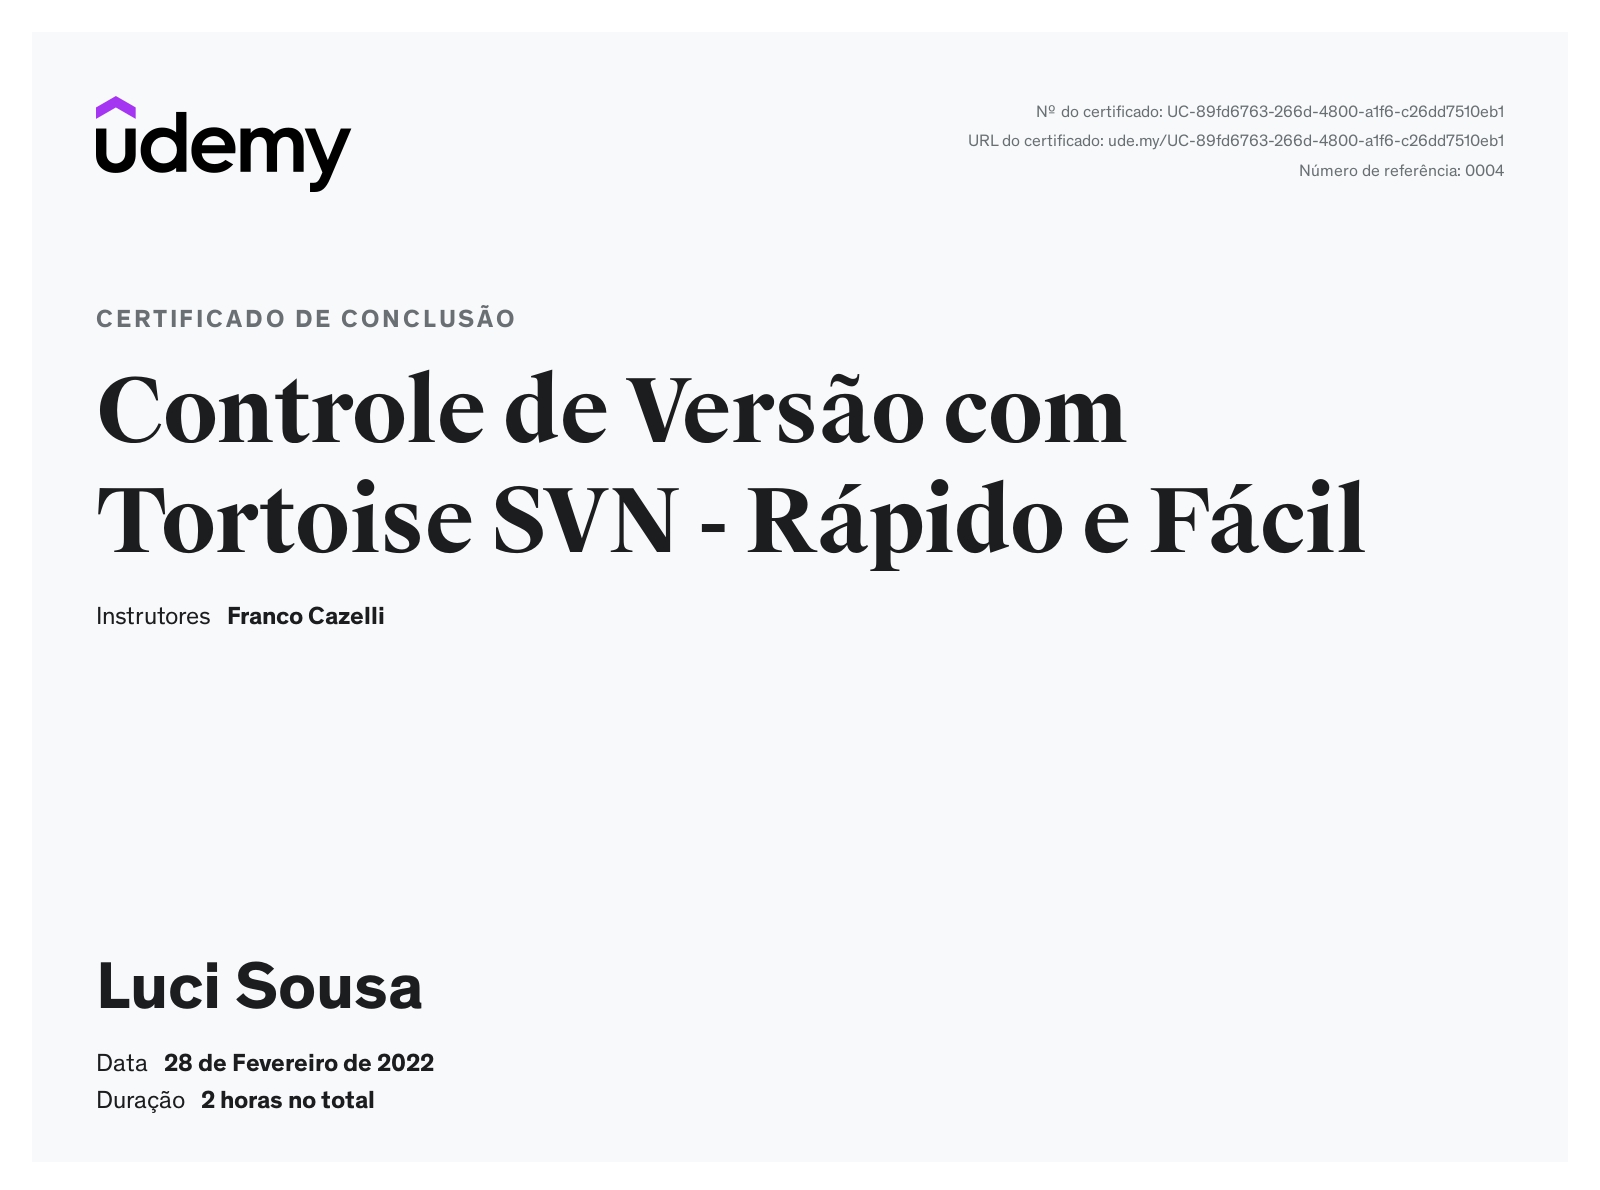 udemy
Nº do certificado: UC-89fd6763-266d-4800-a1f6-c26dd7510eb1
URL do certificado: ude.my/UC-89fd6763-266d-4800-a1f6-c26dd7510eb1
Número de referência: 0004
CERTIFICADO DE CONCLUSÃO
Controle de Versão com
Tortoise SVN - Rápido e Fácil
Instrutores Franco Cazelli
Luci Sousa
Data 28 de Fevereiro de 2022
Duração 2 horas no total